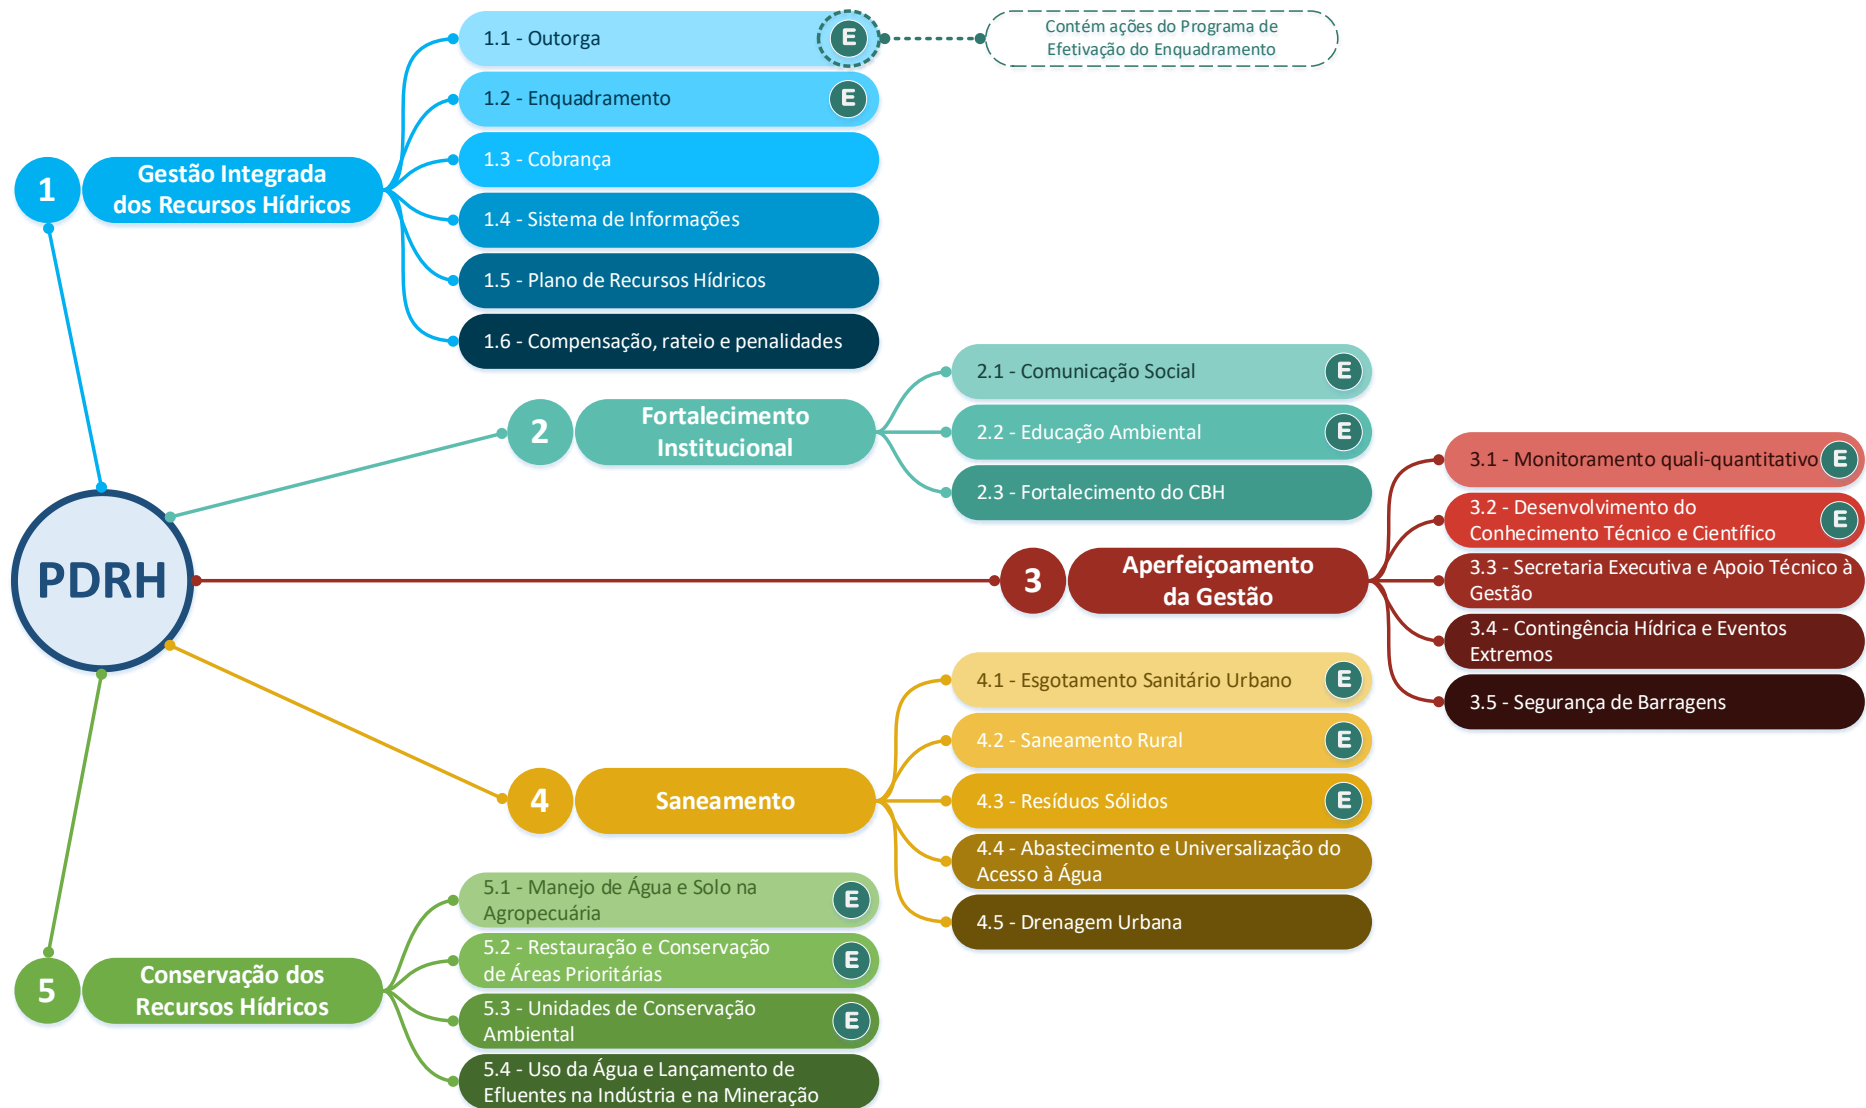 1.1 - Outorga
E
Contém ações do Programa de
Efetivação do Enquadramento
1.2 - Enquadramento
E
1.3 - Cobrança
1
Gestão Integrada
dos Recursos Hídricos
1.4 - Sistema de Informações
1.5 - Plano de Recursos Hídricos
1.6 - Compensação, rateio e penalidades
2.1 - Comunicação Social
E
2
Fortalecimento
Institucional
2.2 - Educação Ambiental
E
2.3 - Fortalecimento do CBH
3.1 - Monitoramento quali-quantitativo
E
3.2 - Desenvolvimento do
Conhecimento Técnico e Científico
E
PDRH
3
Aperfeiçoamento
da Gestão
3.3 - Secretaria Executiva e Apoio Técnico à
Gestão
3.4 - Contingência Hídrica e Eventos
Extremos
3.5 - Segurança de Barragens
4.1 - Esgotamento Sanitário Urbano
E
4.2 - Saneamento Rural
E
4
Saneamento
4.3 - Resíduos Sólidos
E
4.4 - Abastecimento e Universalização do
Acesso à Água
4.5 - Drenagem Urbana
5.1 - Manejo de Água e Solo na
Agropecuária
E
5.2 - Restauração e Conservação
de Áreas Prioritárias
E
5
Conservação dos
Recursos Hídricos
5.3 - Unidades de Conservação
Ambiental
E
5.4 - Uso da Água e Lançamento de
Efluentes na Indústria e na Mineração